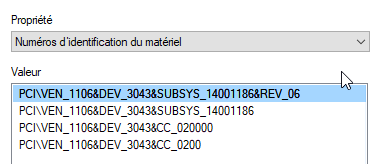 Propriété
Numéros d'identification du matériel
Valeur
PCI\VEN_1106&DEV_3043&SUBSYS_14001186&REV_06
PCI\VEN_1106&DEV_3043&SUBSYS_14001186
PCI\VEN_1106&DEV_3043&CC_020000
PCI\VEN_1106&DEV_3043&CC_0200